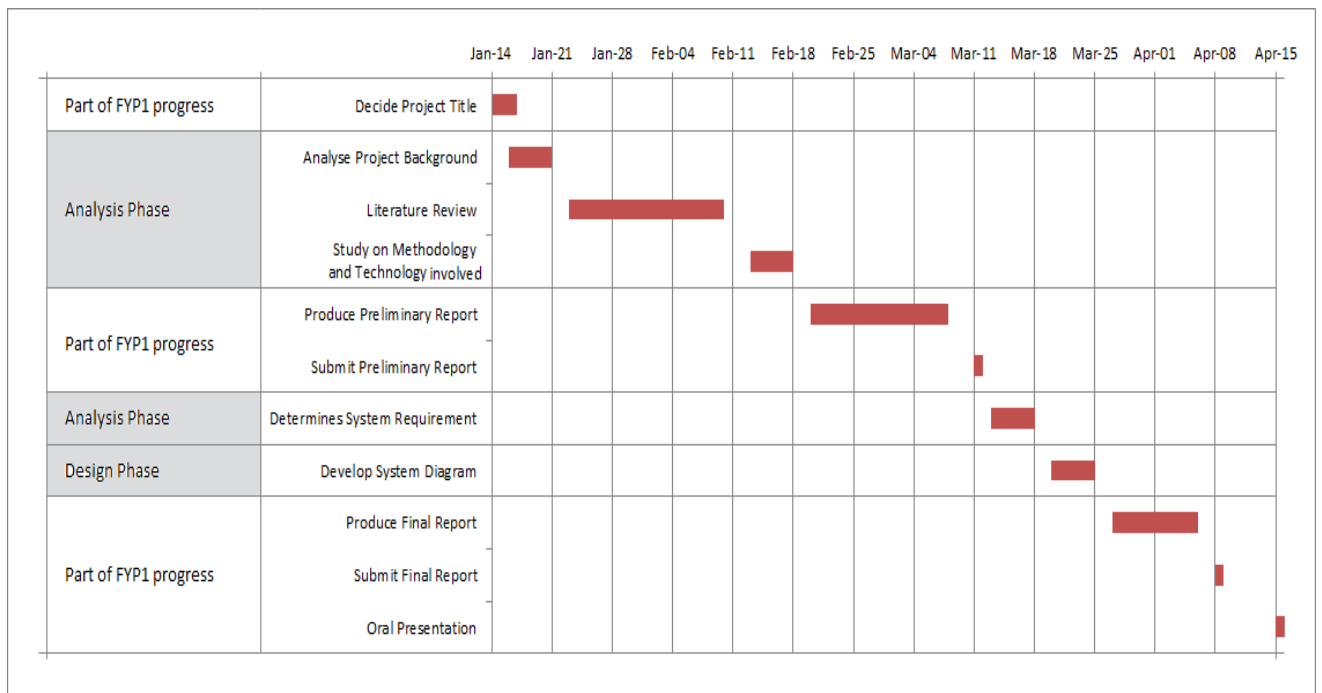 Jan-14 Jan-21 Jan-28 Feb-04 Feb-11 Feb-18 Feb-25 Mar-04 Mar-11 Mar-18 Mar-25 Apr-01 Apr-08 Apr-15
Part of FYP1 progress
Decide Project Title
Analysis Phase
Analyse Project Background
Literature Review
Study on Methodology
and Technology involved
Part of FYP1 progress
Produce Preliminary Report
Submit Preliminary Report
Analysis Phase
Determines System Requirement
Design Phase
Develop System Diagram
Part of FYP1 progress
Produce Final Report
Submit Final Report
Oral Presentation